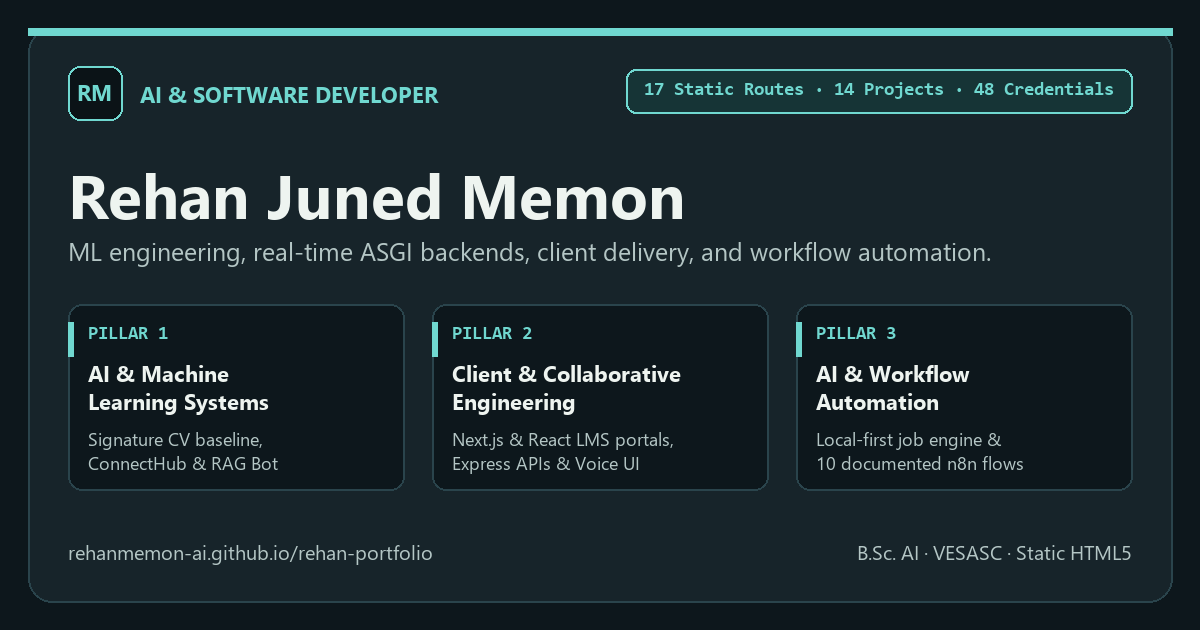 RM
AI & SOFTWARE DEVELOPER
17 Static Routes · 14 Projects · 48 Credentials
Rehan Juned Memon
ML engineering, real-time ASGI backends, client delivery, and workflow automation.
PILLAR 1
AI & Machine
Learning Systems
Signature CV baseline,
ConnectHub & RAG Bot
PILLAR 2
Client & Collaborative
Engineering
Next.js & React LMS portals,
Express APIs & Voice UI
PILLAR 3
AI & Workflow
Automation
Local-first job engine &
10 documented n8n flows
rehanmemon-ai.github.io/rehan-portfolio
B.Sc. AI · VESASC · Static HTML5